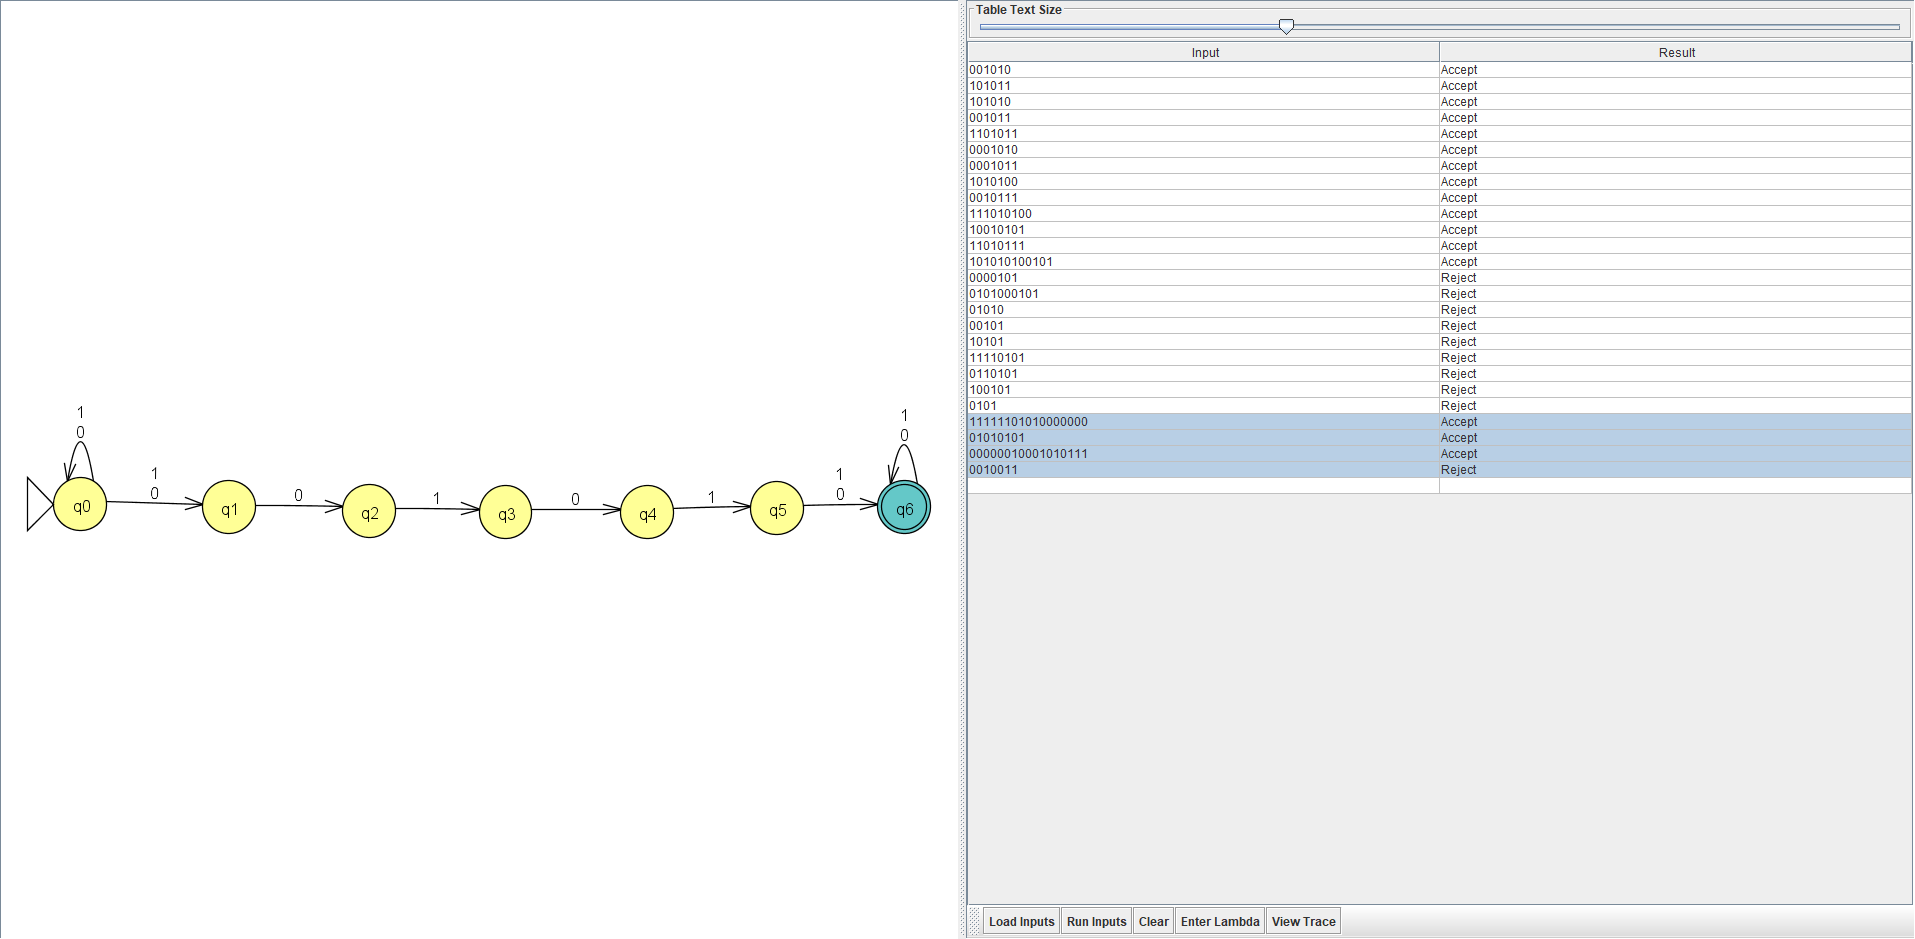 1
0
1
0
q0
1
0
q1
0
q2
1
q3
0
q4
1
q5
1
0
q6
Table Text Size
Input Result
001010 Accept
101011 Accept
101010 Accept
001011 Accept
1101011 Accept
0001010 Accept
0001011 Accept
1010100 Accept
0010111 Accept
111010100 Accept
10010101 Accept
11010111 Accept
101010100101 Accept
0000101 Reject
0101000101 Reject
01010 Reject
00101 Reject
10101 Reject
11110101 Reject
0110101 Reject
100101 Reject
0101 Reject
11111101010000000 Accept
01010101 Accept
00000010001010111 Accept
0010011 Reject
Load Inputs Run Inputs Clear Enter Lambda View Trace